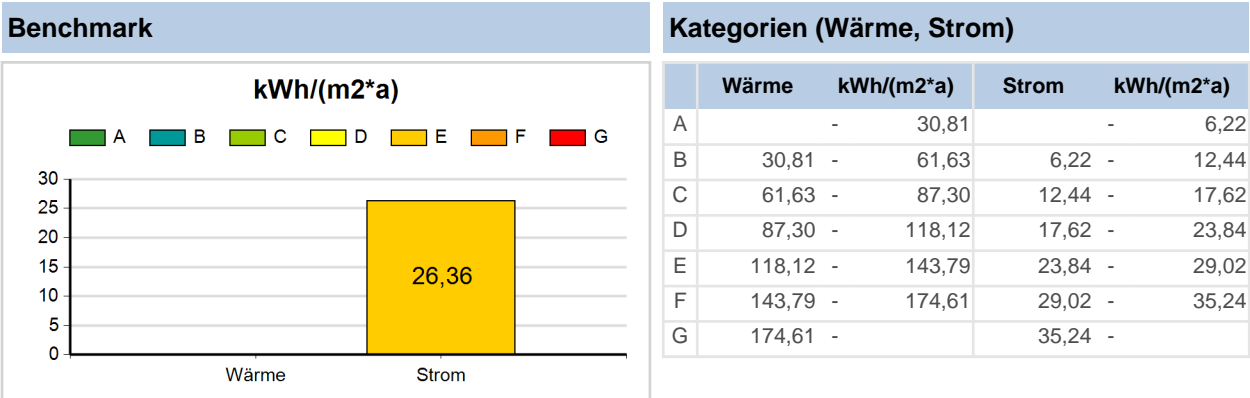 Benchmark
kWh/(m2*a)
A B C D E F G
30
25
20
15
10
5
0
26,36
Wärme Strom
Kategorien (Wärme, Strom)
Wärme kWh/(m2*a) Strom kWh/(m2*a)
A - 30,81 - 6,22
B 30,81 - 61,63 6,22 - 12,44
C 61,63 - 87,30 12,44 - 17,62
D 87,30 - 118,12 17,62 - 23,84
E 118,12 - 143,79 23,84 - 29,02
F 143,79 - 174,61 29,02 - 35,24
G 174,61 - 35,24 -